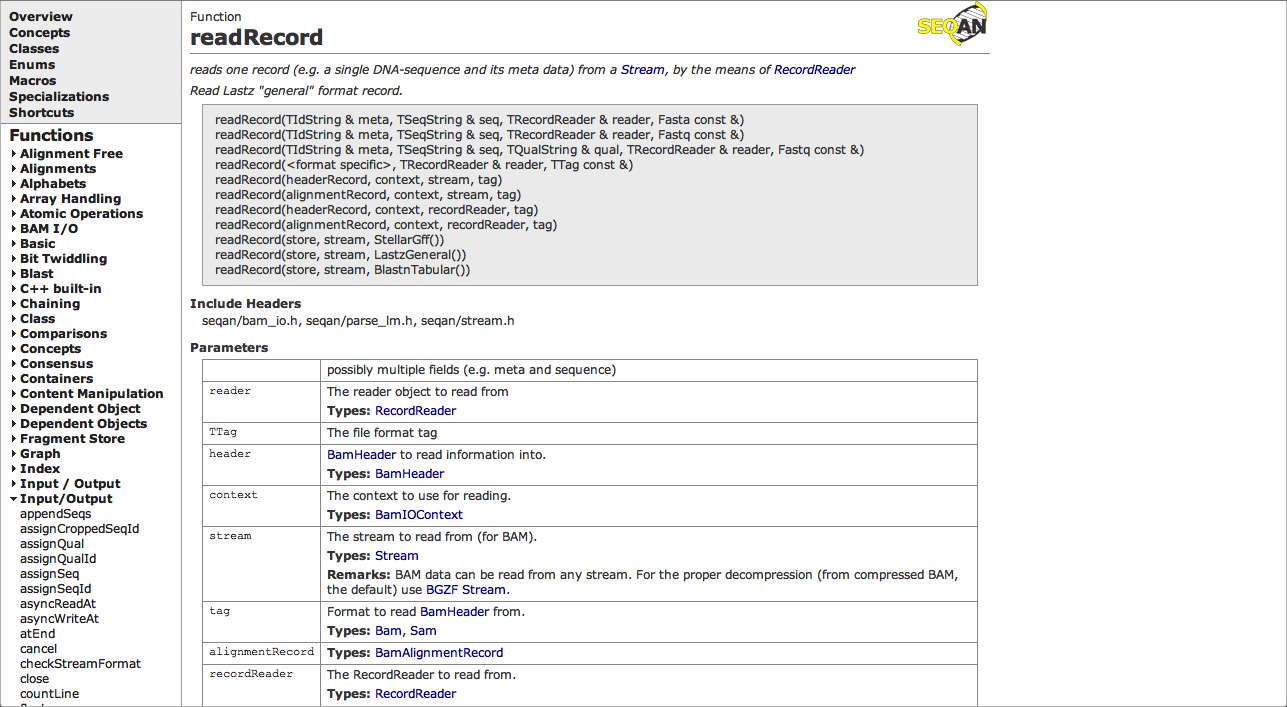 Overview
Concepts
Classes
Enums
Macros
Specializations
Shortcuts
Functions
Alignment Free
Alignments
Alphabets
Array Handling
Atomic Operations
BAM I/O
Basic
Bit Twiddling
Blast
C++ built-in
Chaining
Class
Comparisons
Concepts
Consensus
Containers
Content Manipulation
Dependent Object
Dependent Objects
Fragment Store
Graph
Index
Input / Output
Input/Output
appendSeqs
assignCroppedSeqId
assignQual
assignQualId
assignSeq
assignSeqId
asyncReadAt
asyncWriteAt
atEnd
cancel
checkStreamFormat
close
countLine
Function
readRecord
SEQAN
reads one record (e.g. a single DNA-sequence and its meta data) from a Stream, by the means of RecordReader
Read Lastz "general" format record.
readRecord(TIdString & meta, TSeqString & seq, TRecordReader & reader, Fasta const &)
readRecord(TIdString & meta, TSeqString & seq, TRecordReader & reader, Fastq const &)
readRecord(TIdString & meta, TSeqString & seq, TQualString & qual, TRecordReader & reader, Fastq const &)
readRecord(<format specific>, TRecordReader & reader, TTag const &)
readRecord(headerRecord, context, stream, tag)
readRecord(alignmentRecord, context, stream, tag)
readRecord(headerRecord, context, recordReader, tag)
readRecord(alignmentRecord, context, recordReader, tag)
readRecord(store, stream, StellarGff())
readRecord(store, stream, LastzGeneral())
readRecord(store, stream, BlastnTabular())
Include Headers
seqan/bam_io.h, seqan/parse_lm.h, seqan/stream.h
Parameters
possibly multiple fields (e.g. meta and sequence)
reader The reader object to read from
Types: RecordReader
TTag The file format tag
header BamHeader to read information into.
Types: BamHeader
context The context to use for reading.
Types: BamIOContext
stream The stream to read from (for BAM).
Types: Stream
Remarks: BAM data can be read from any stream. For the proper decompression (from compressed BAM,
the default) use BGZF Stream.
tag Format to read BamHeader from.
Types: Bam, Sam
alignmentRecord Types: BamAlignmentRecord
recordReader The RecordReader to read from.
Types: RecordReader